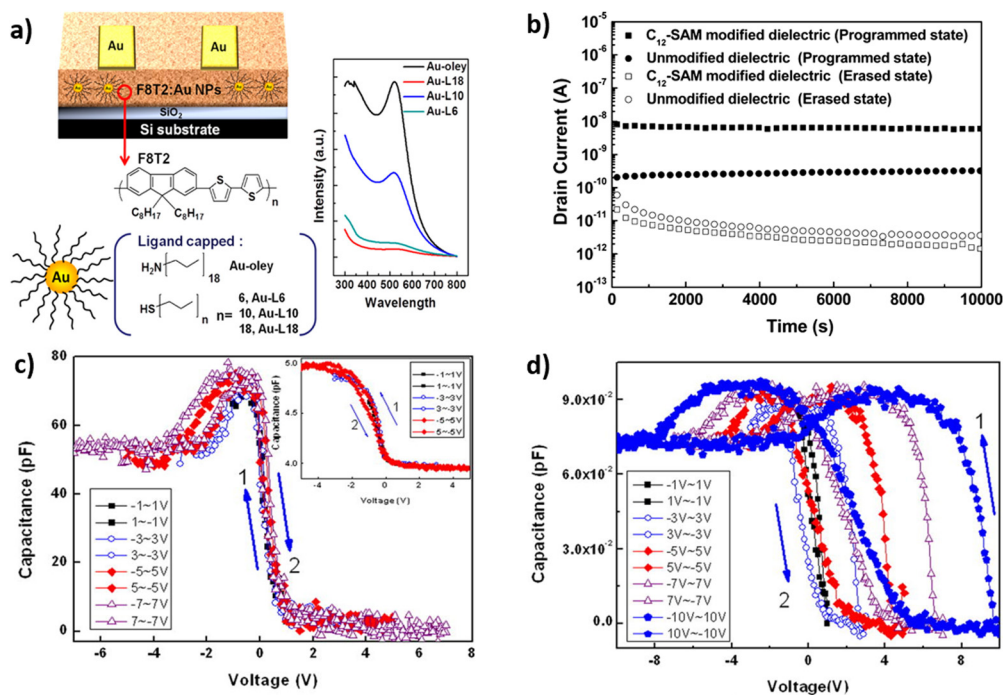 a)
Au
Au
F8T2:Au NPs
SiO2
Si substrate
F8T2
S
S
n
C8H17
C8H17
Au
Ligand capped :
H2N
18
Au-oley
HS
n
n=
6, Au-L6
10, Au-L10
18, Au-L18
Intensity (a.u.)
Au-oley
Au-L18
Au-L10
Au-L6
300 400 500 600 700 800
Wavelength
b)
Drain Current (A)
10-5
10-6
10-7
10-8
10-9
10-10
10-11
10-12
10-13
C12-SAM modified dielectric (Programmed state)
Unmodified dielectric (Programmed state)
C12-SAM modified dielectric (Erased state)
Unmodified dielectric (Erased state)
0 2000 4000 6000 8000 10000
Time (s)
c)
Capacitance (pF)
80
60
40
20
0
-1~1V
1~-1V
-3~3V
3~-3V
-5~5V
5~-5V
-7~7V
7~-7V
1
2
-6 -4 -2 0 2 4 6
Voltage (V)
Capacitance (pF)
5.0
4.5
4.0
-1~1V
1~-1V
-3~3V
3~-3V
-5~5V
5~-5V
1
2
-4 -2 0 2 4
Voltage (V)
d)
Capacitance (pF)
9.0x10-2
6.0x10-2
3.0x10-2
0.0
-1V~1V
1V~-1V
-3V~3V
3V~-3V
-5V~5V
5V~-5V
-7V~7V
7V~-7V
-10V~10V
10V~-10V
1
2
-8 -4 0 4 8
Voltage(V)